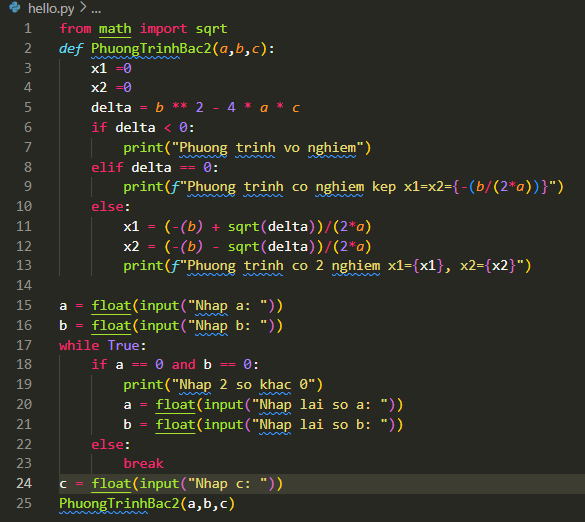 hello.py > ...
1 from math import sqrt
2 def PhuongTrinhBac2(a,b,c):
3     x1 =0
4     x2 =0
5     delta = b ** 2 - 4 * a * c
6     if delta < 0:
7         print("Phuong trinh vo nghiem")
8     elif delta == 0:
9         print(f"Phuong trinh co nghiem kep x1=x2={-(b/(2*a))}")
10     else:
11         x1 = (-(b) + sqrt(delta))/(2*a)
12         x2 = (-(b) - sqrt(delta))/(2*a)
13         print(f"Phuong trinh co 2 nghiem x1={x1}, x2={x2}")
14
15 a = float(input("Nhap a: "))
16 b = float(input("Nhap b: "))
17 while True:
18     if a == 0 and b == 0:
19         print("Nhap 2 so khac 0")
20         a = float(input("Nhap lai so a: "))
21         b = float(input("Nhap lai so b: "))
22     else:
23         break
24 c = float(input("Nhap c: "))
25 PhuongTrinhBac2(a,b,c)